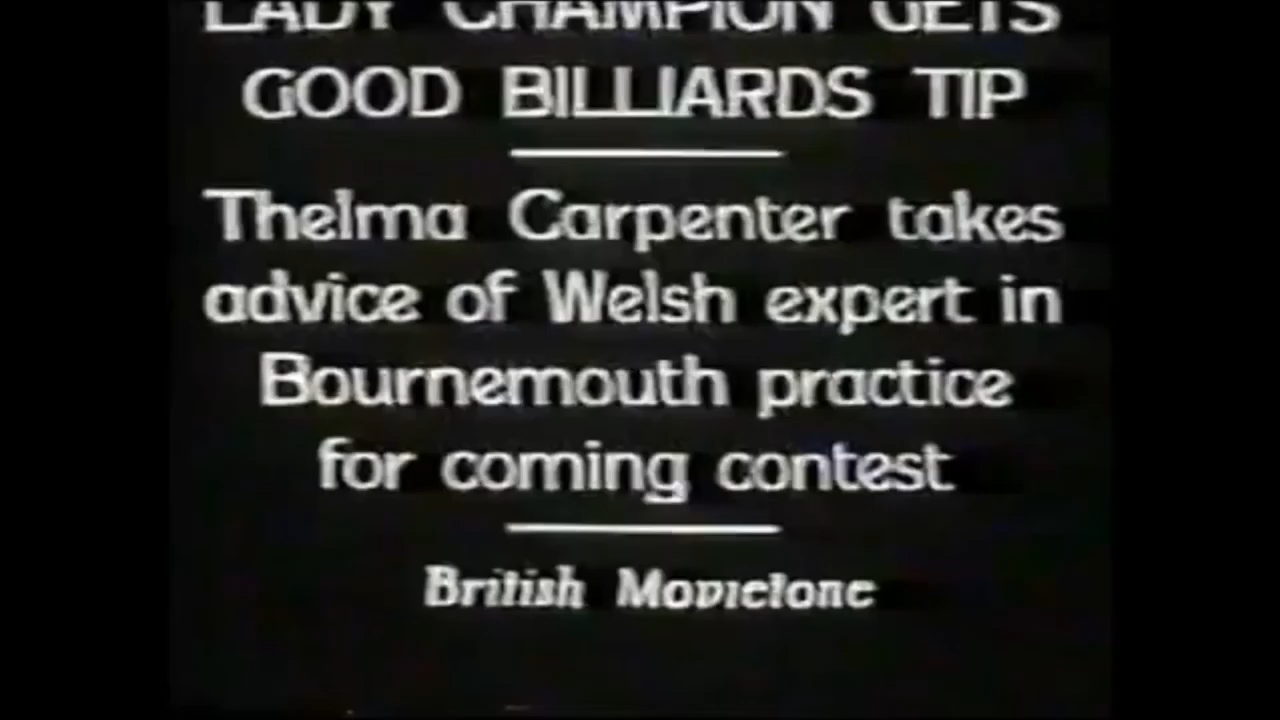 LADY CHAMPION GETS
GOOD BILLIARDS TIP
Thelma Carpenter takes
advice of Welsh expert in
Bournemouth practice
for coming contest
British Movietone